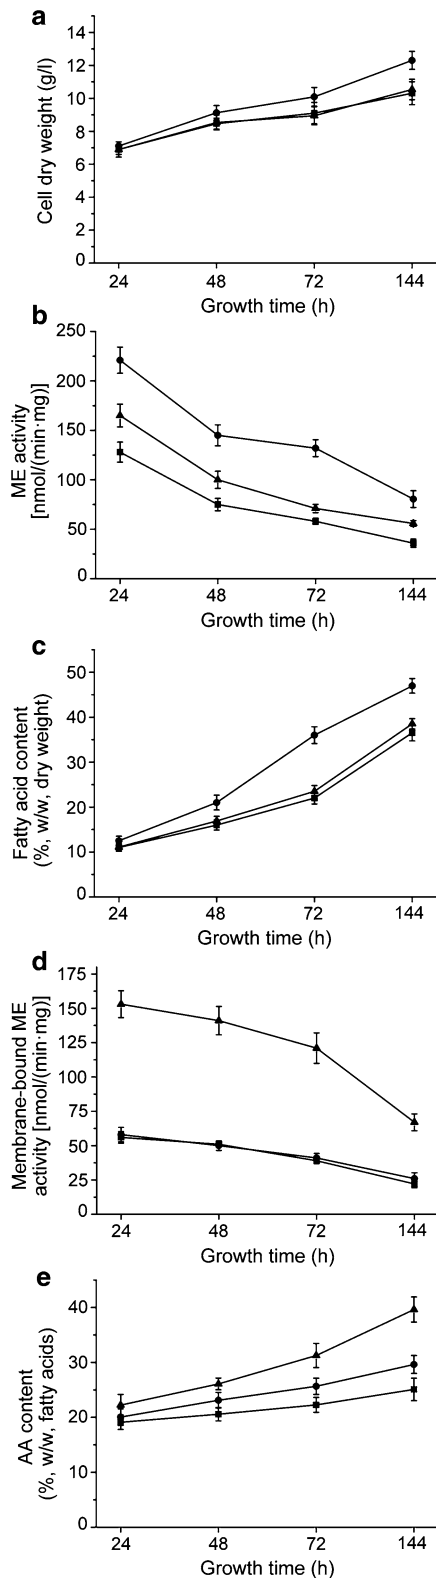 a
14
12
10
8
6
4
2
0
Cell dry weight (g/l)
24 48 72 144
Growth time (h)
b
250
200
150
100
50
0
ME activity
[nmol/(min·mg)]
24 48 72 144
Growth time (h)
c
50
40
30
20
10
0
Fatty acid content
(%, w/w, dry weight)
24 48 72 144
Growth time (h)
d
175
150
125
100
75
50
25
0
Membrane-bound ME
activity [nmol/(min·mg)]
24 48 72 144
Growth time (h)
e
40
30
20
10
0
AA content
(%, w/w, fatty acids)
24 48 72 144
Growth time (h)